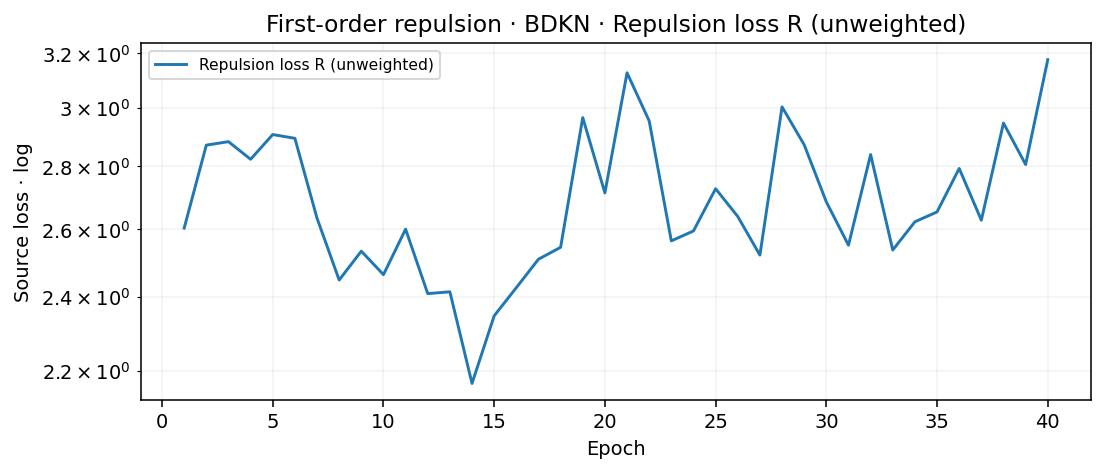 First-order repulsion · BDKN · Repulsion loss R (unweighted)
Repulsion loss R (unweighted)
Source loss · log
3.2 × 10⁰
3 × 10⁰
2.8 × 10⁰
2.6 × 10⁰
2.4 × 10⁰
2.2 × 10⁰
0 5 10 15 20 25 30 35 40
Epoch